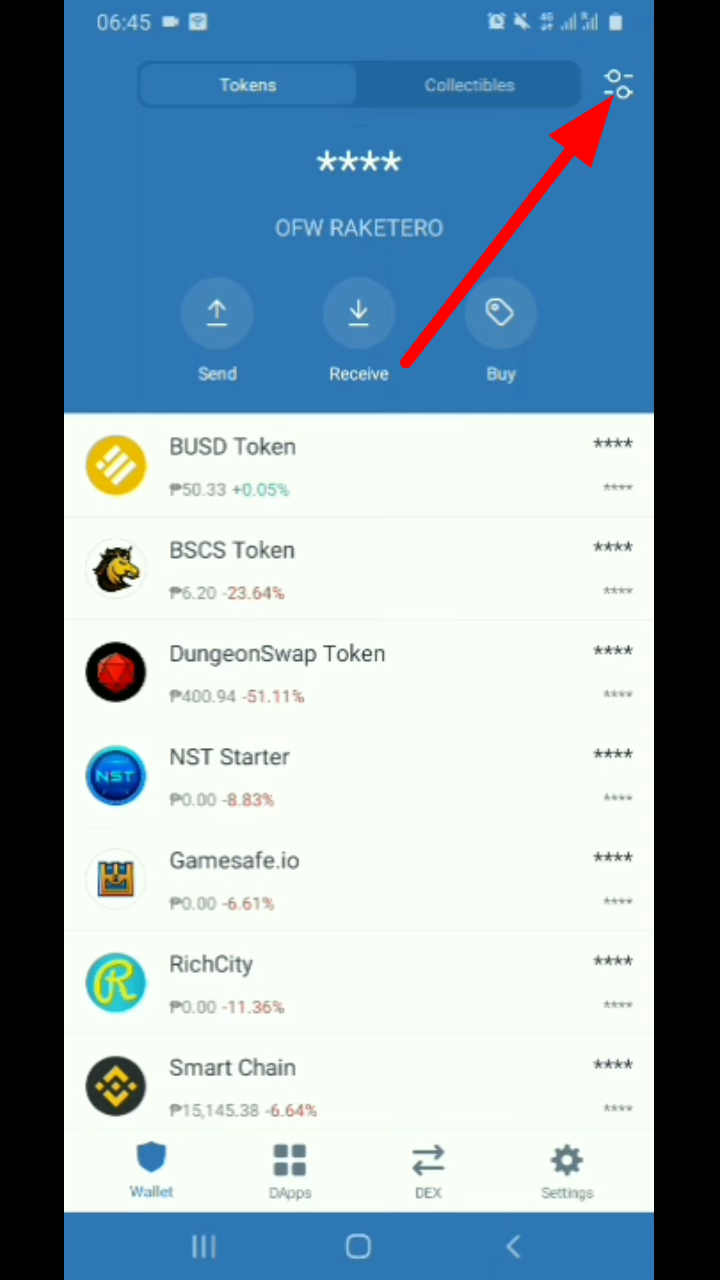 06:45
Tokens Collectibles
****
OFW RAKETERO
Send Receive Buy
BUSD Token ****
₱50.33 +0.05% ****
BSCS Token ****
₱6.20 -23.64% ****
DungeonSwap Token ****
₱400.94 -51.11% ****
NST
NST Starter ****
₱0.00 -8.83% ****
Gamesafe.io ****
₱0.00 -6.61% ****
RichCity ****
₱0.00 -11.36% ****
Smart Chain ****
₱15,145.38 -6.64% ****
Wallet DApps DEX Settings